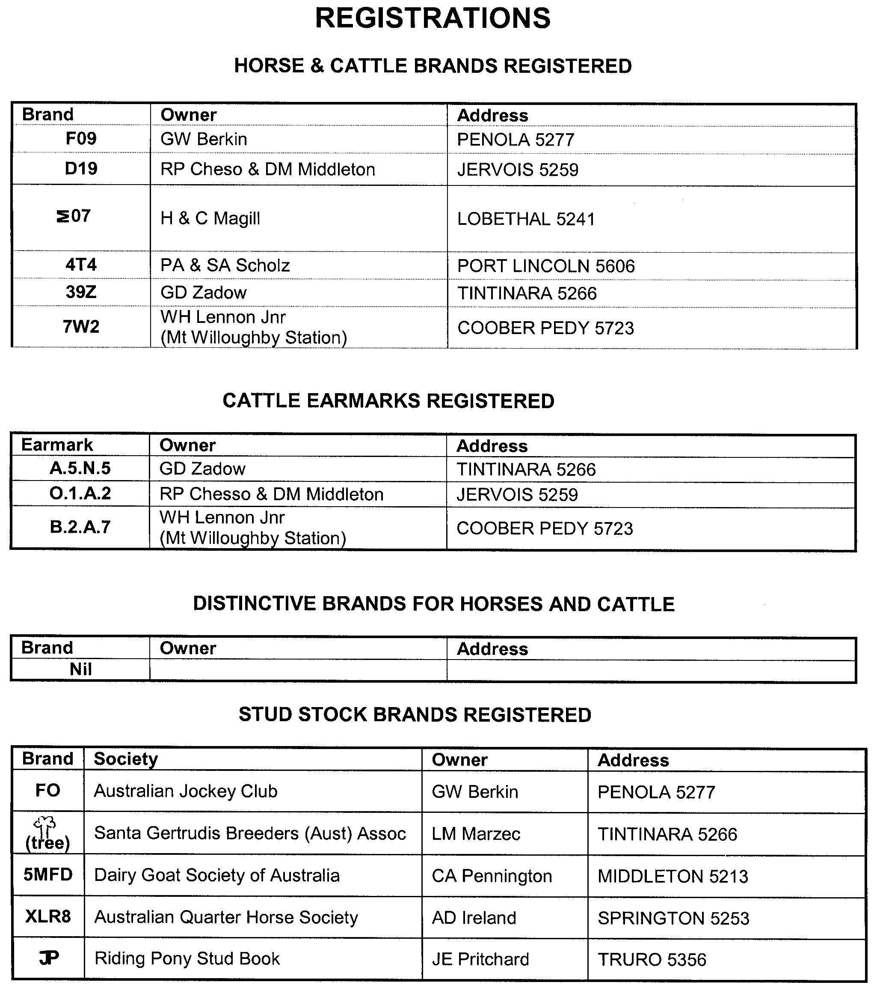 REGISTRATIONS
HORSE & CATTLE BRANDS REGISTERED
Brand Owner Address
F09 GW Berkin PENOLA 5277
D19 RP Cheso & DM Middleton JERVOIS 5259
07 H & C Magill LOBETHAL 5241
4T4 PA & SA Scholz PORT LINCOLN 5606
39Z GD Zadow TINTINARA 5266
7W2 WH Lennon Jnr COOBER PEDY 5723
(Mt Willoughby Station)
CATTLE EARMARKS REGISTERED
Earmark Owner Address
A.5.N.5 GD Zadow TINTINARA 5266
O.1.A.2 RP Chesso & DM Middleton JERVOIS 5259
B.2.A.7 WH Lennon Jnr COOBER PEDY 5723
(Mt Willoughby Station)
DISTINCTIVE BRANDS FOR HORSES AND CATTLE
Brand Owner Address
Nil
STUD STOCK BRANDS REGISTERED
Brand Society Owner Address
FO Australian Jockey Club GW Berkin PENOLA 5277
(tree) Santa Gertrudis Breeders (Aust) Assoc LM Marzec TINTINARA 5266
5MFD Dairy Goat Society of Australia CA Pennington MIDDLETON 5213
XLR8 Australian Quarter Horse Society AD Ireland SPRINGTON 5253
JP Riding Pony Stud Book JE Pritchard TRURO 5356